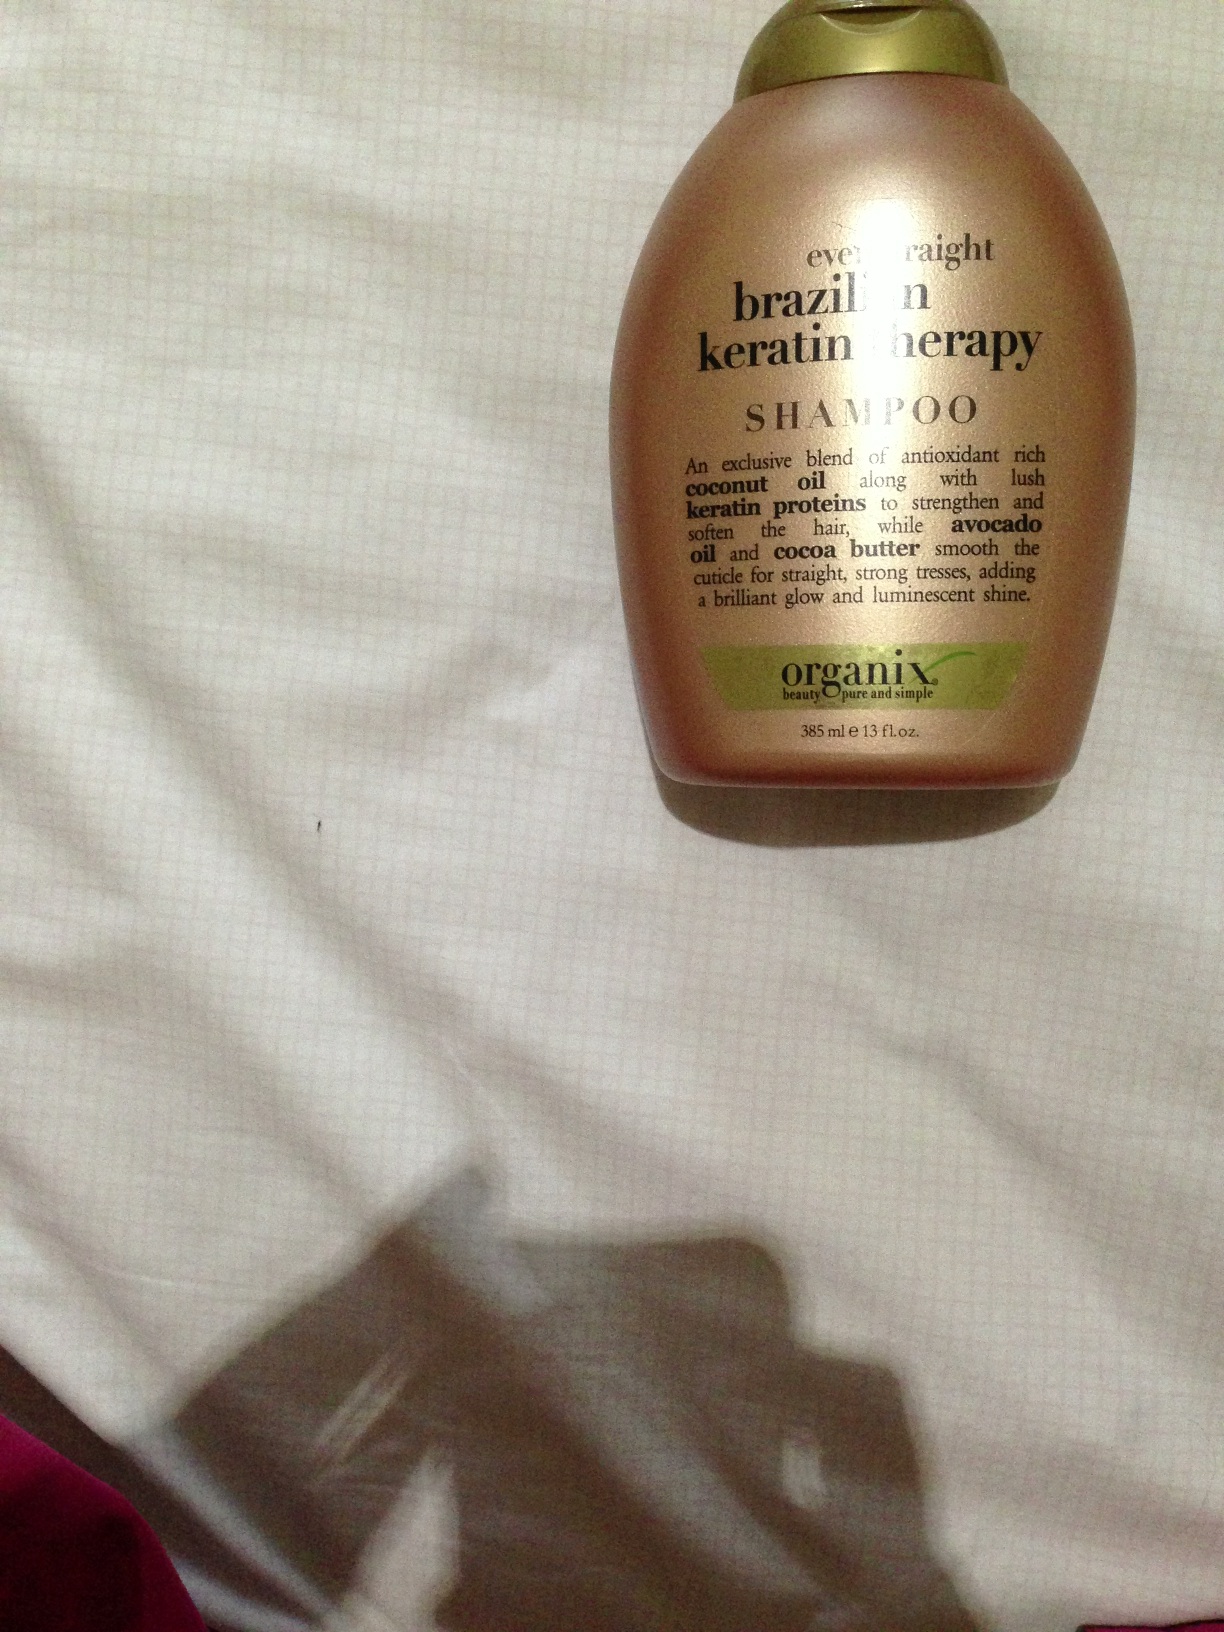 brazilian
keratin therapy
SHAMPOO
An exclusive blend of antioxidant rich
coconut oil along with lush
keratin proteins to strengthen and
soften the hair, while avocado
oil and cocoa butter smooth the
cuticle for straight, strong tresses, adding
a brilliant glow and luminescent shine.
organix®
beauty pure and simple
385 ml e 13 fl.oz.